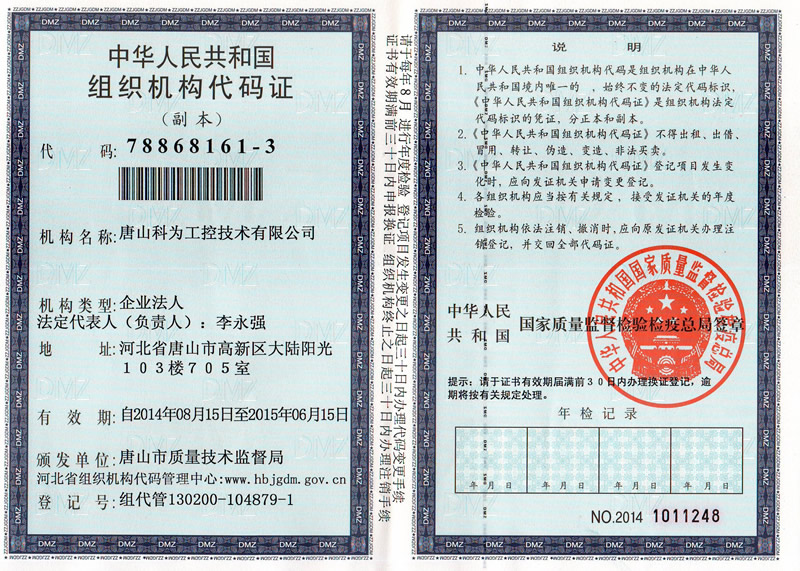 中华人民共和国
组织机构代码证
(副本)
代 码: 78868161-3
机构名称: 唐山科为工控技术有限公司
机构类型: 企业法人
法定代表人(负责人): 李永强
地 址: 河北省唐山市高新区大陆阳光
103楼705室
有 效 期: 自2014年08月15日至2015年06月15日
颁发单位: 唐山市质量技术监督局
河北省组织机构代码管理中心:www.hbjgdm.gov.cn
登 记 号: 组代管130200-104879-1
请于每年8月 进行年度检验 登记项目发生变更之日起三十日内办理代码变更手续
证书有效期满前三十日内申报换证 组织机构终止之日起三十日内办理注销手续
说 明
1. 中华人民共和国组织机构代码是组织机构在中华人
民共和国境内唯一的 、始终不变的法定代码标识,
《中华人民共和国组织机构代码证》是组织机构法定
代码标识的凭证, 分正本和副本。
2.《中华人民共和国组织机构代码证》不得出租、出借、
冒用、转让、伪造、变造、非法买卖。
3.《中华人民共和国组织机构代码证》登记项目发生变
化时, 应向发证机关申请变更登记。
4. 各组织机构应当按有关规定 , 接受发证机关的年度
检验。
5. 组织机构依法注销、撤消时, 应向原发证机关办理注
销登记, 并交回全部代码证。
中华人民
共和国 国家质量监督检验检疫总局签章
中华人民共和国国家质量监督检验检疫总局
提示: 请于证书有效期届满前30日内办理换证登记, 逾
期将按有关规定处理。
年检记录
年 月 日 年 月 日 年 月 日 年 月 日
NO.2014 1011248